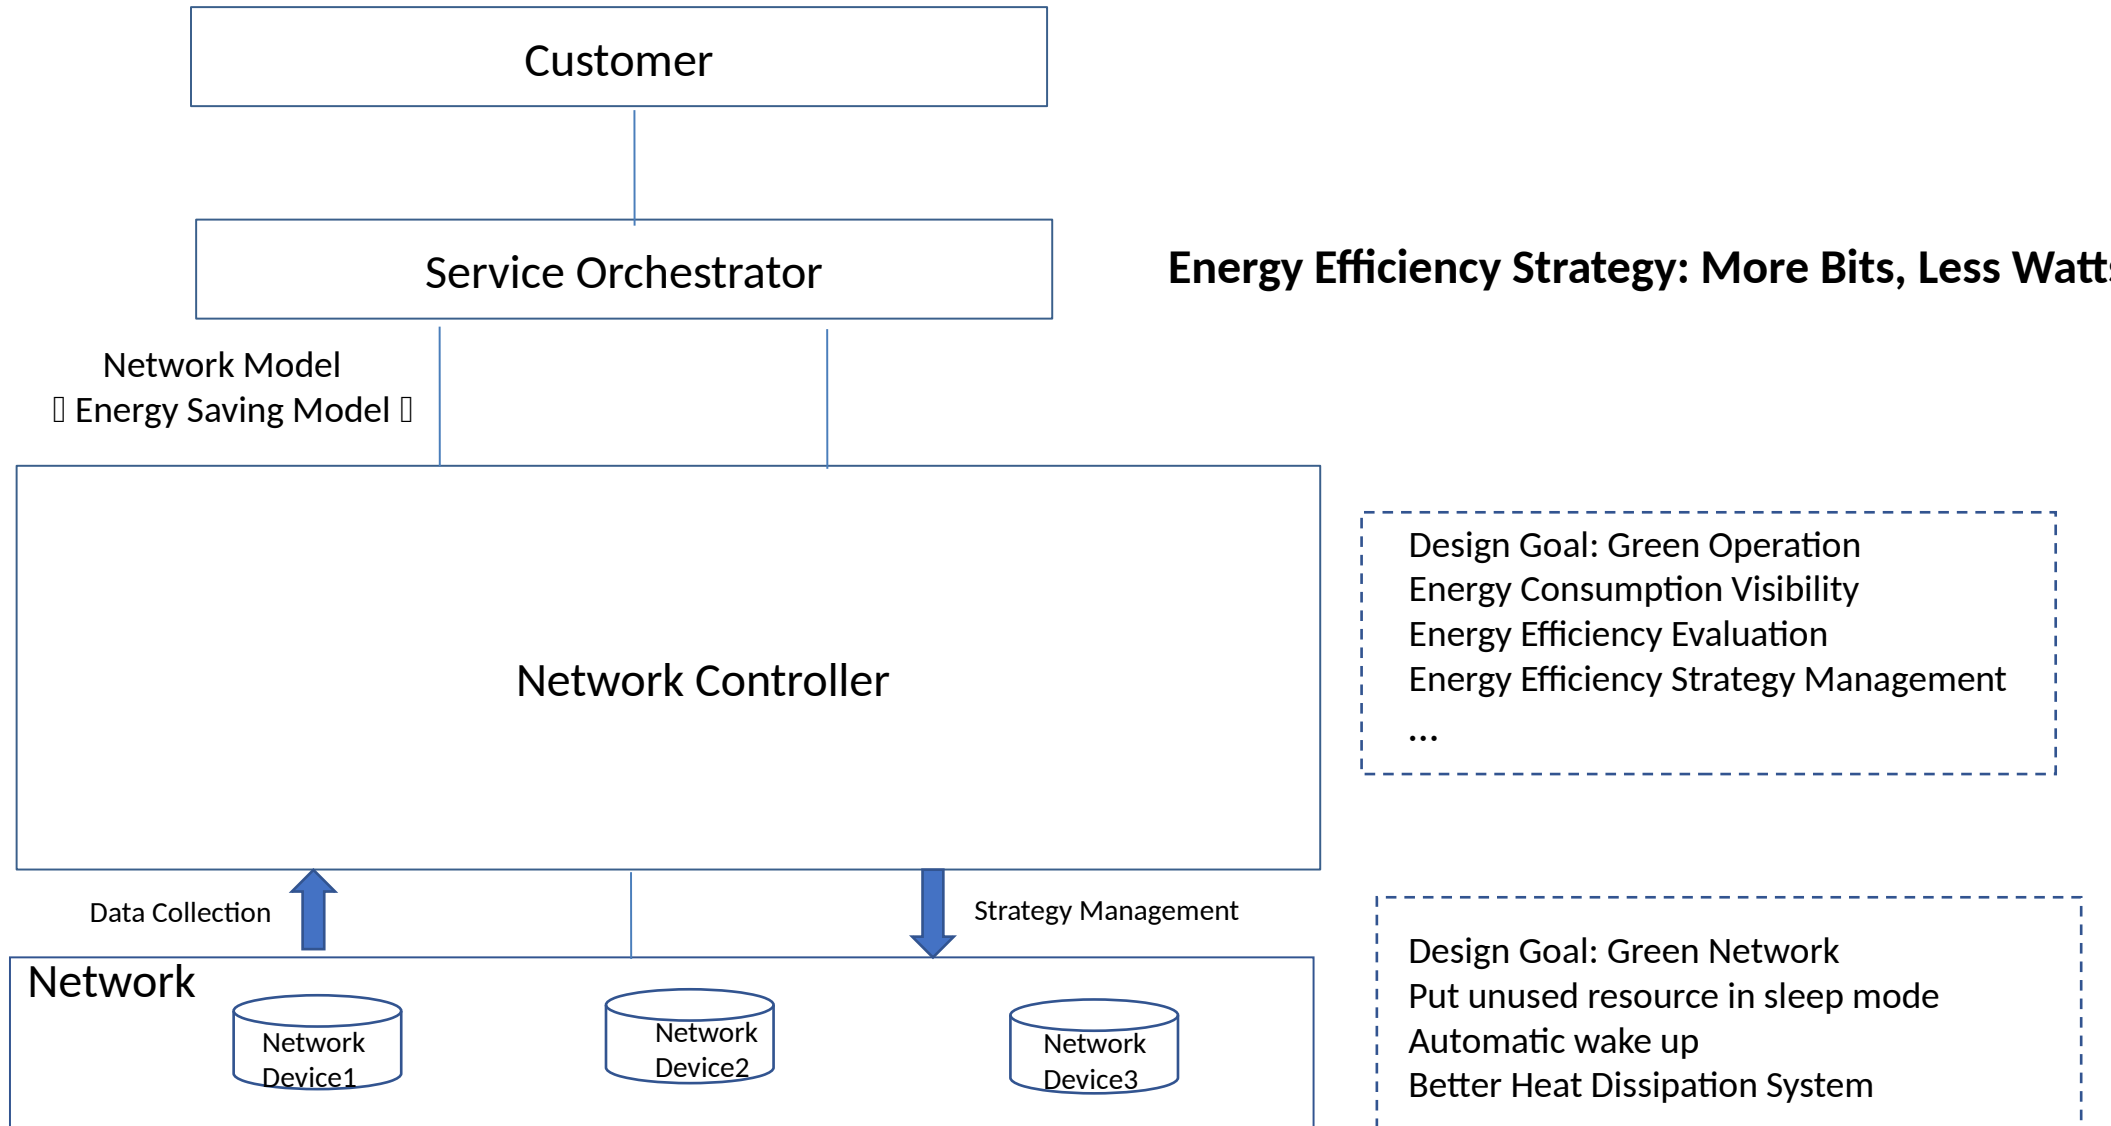 Customer
Service Orchestrator
Energy Efficiency Strategy: More Bits, Less Watts
Network Model
Energy Saving Model
Network Controller
Design Goal: Green Operation
Energy Consumption Visibility
Energy Efficiency Evaluation
Energy Efficiency Strategy Management
...
Data Collection
Strategy Management
Network
Network
Device1
Network
Device2
Network
Device3
Design Goal: Green Network
Put unused resource in sleep mode
Automatic wake up
Better Heat Dissipation System